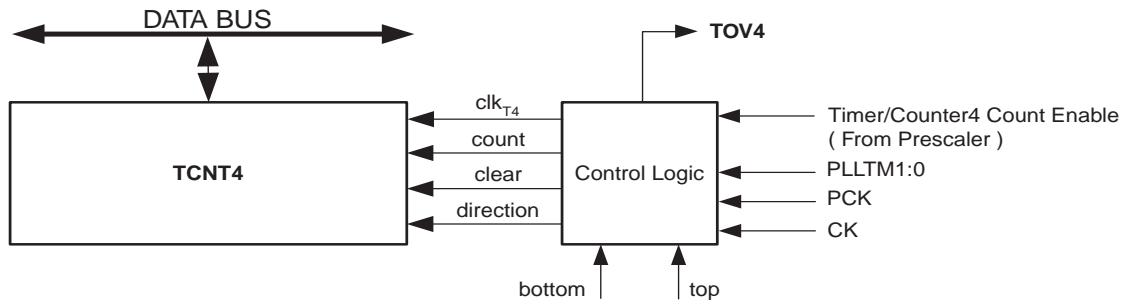 DATA BUS
TOV4
clkT4
Timer/Counter4 Count Enable
( From Prescaler )
count
TCNT4
Control Logic
PLLTM1:0
clear
PCK
direction
CK
bottom
top